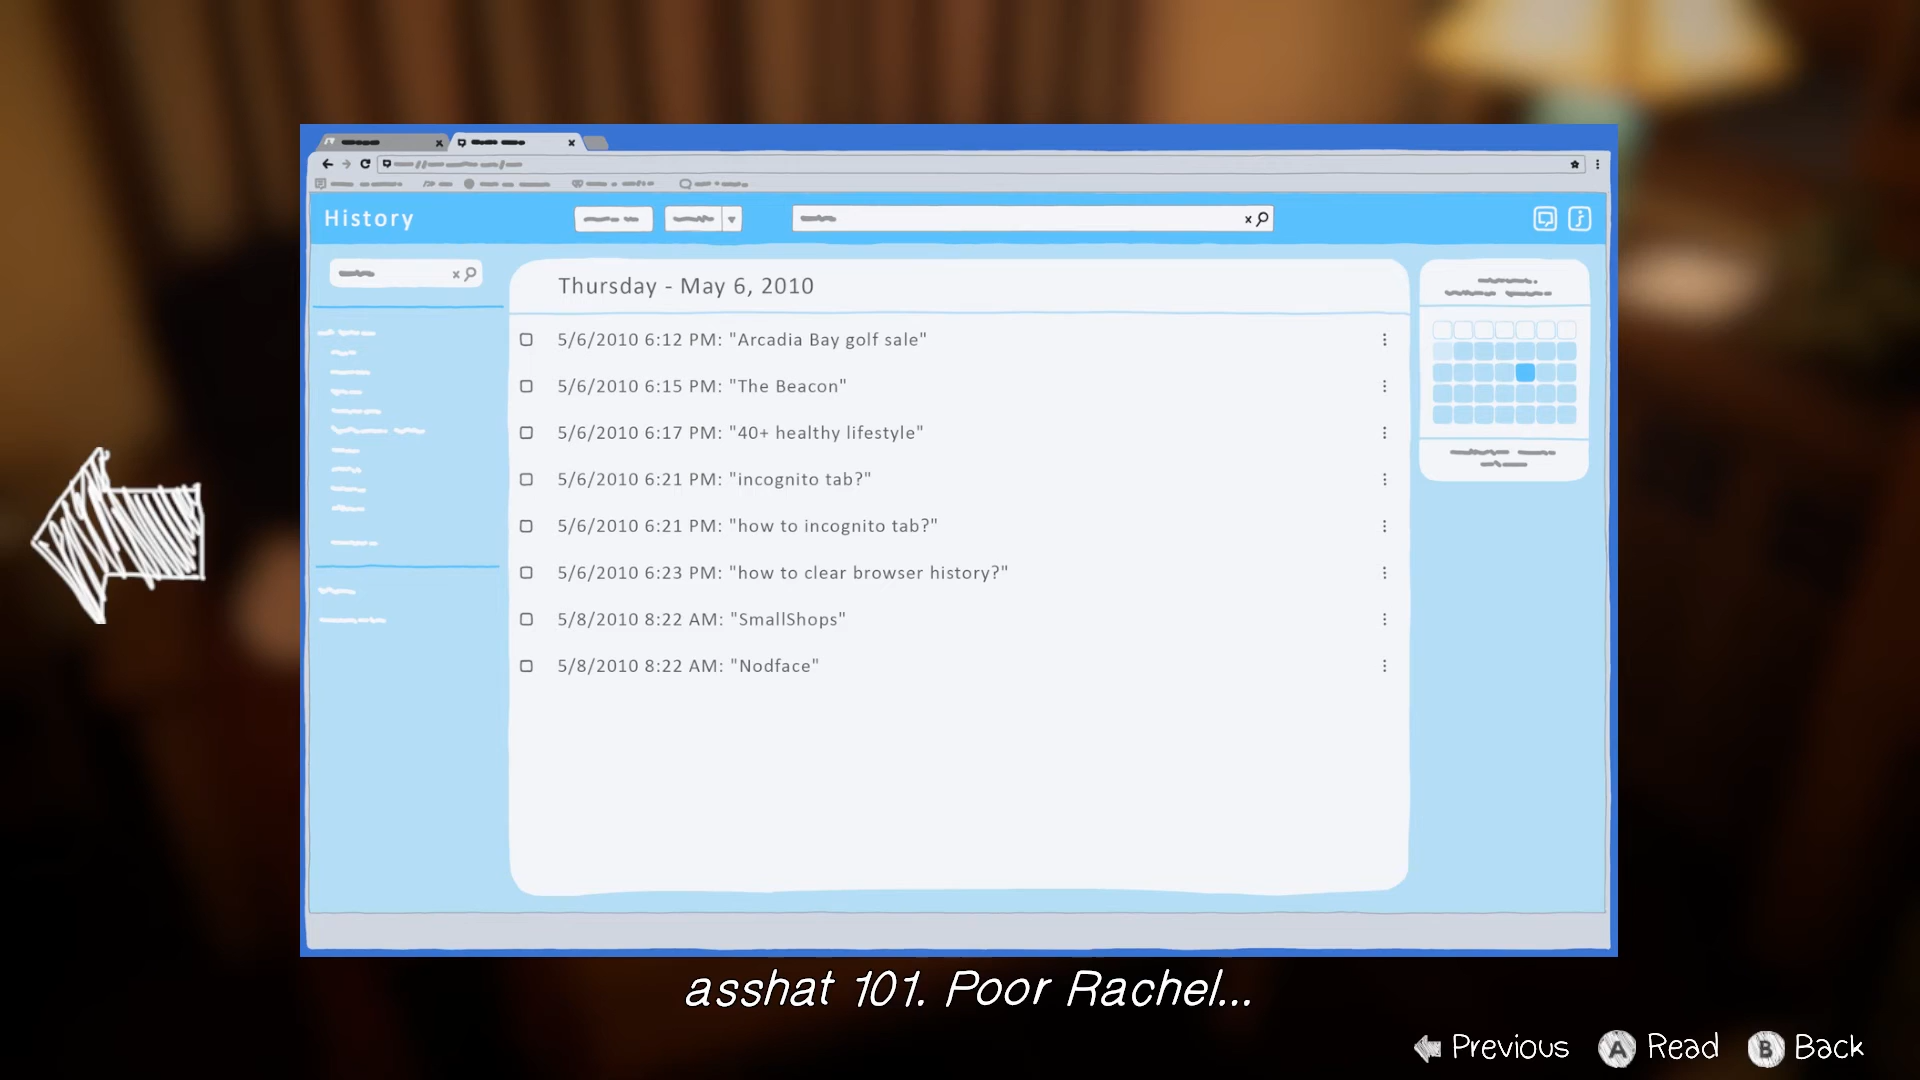 History
Thursday - May 6, 2010
5/6/2010 6:12 PM: "Arcadia Bay golf sale"
5/6/2010 6:15 PM: "The Beacon"
5/6/2010 6:17 PM: "40+ healthy lifestyle"
5/6/2010 6:21 PM: "incognito tab?"
5/6/2010 6:21 PM: "how to incognito tab?"
5/6/2010 6:23 PM: "how to clear browser history?"
5/8/2010 8:22 AM: "SmallShops"
5/8/2010 8:22 AM: "Nodface"
asshat 101. Poor Rachel...
Previous A Read B Back